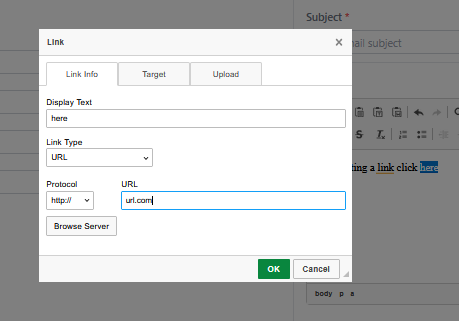 Subject *
ail subject
Link
Link Info Target Upload
Display Text
here
ting a link click here
Link Type
URL
Protocol URL
http:// url.com
Browse Server
OK Cancel
body p a